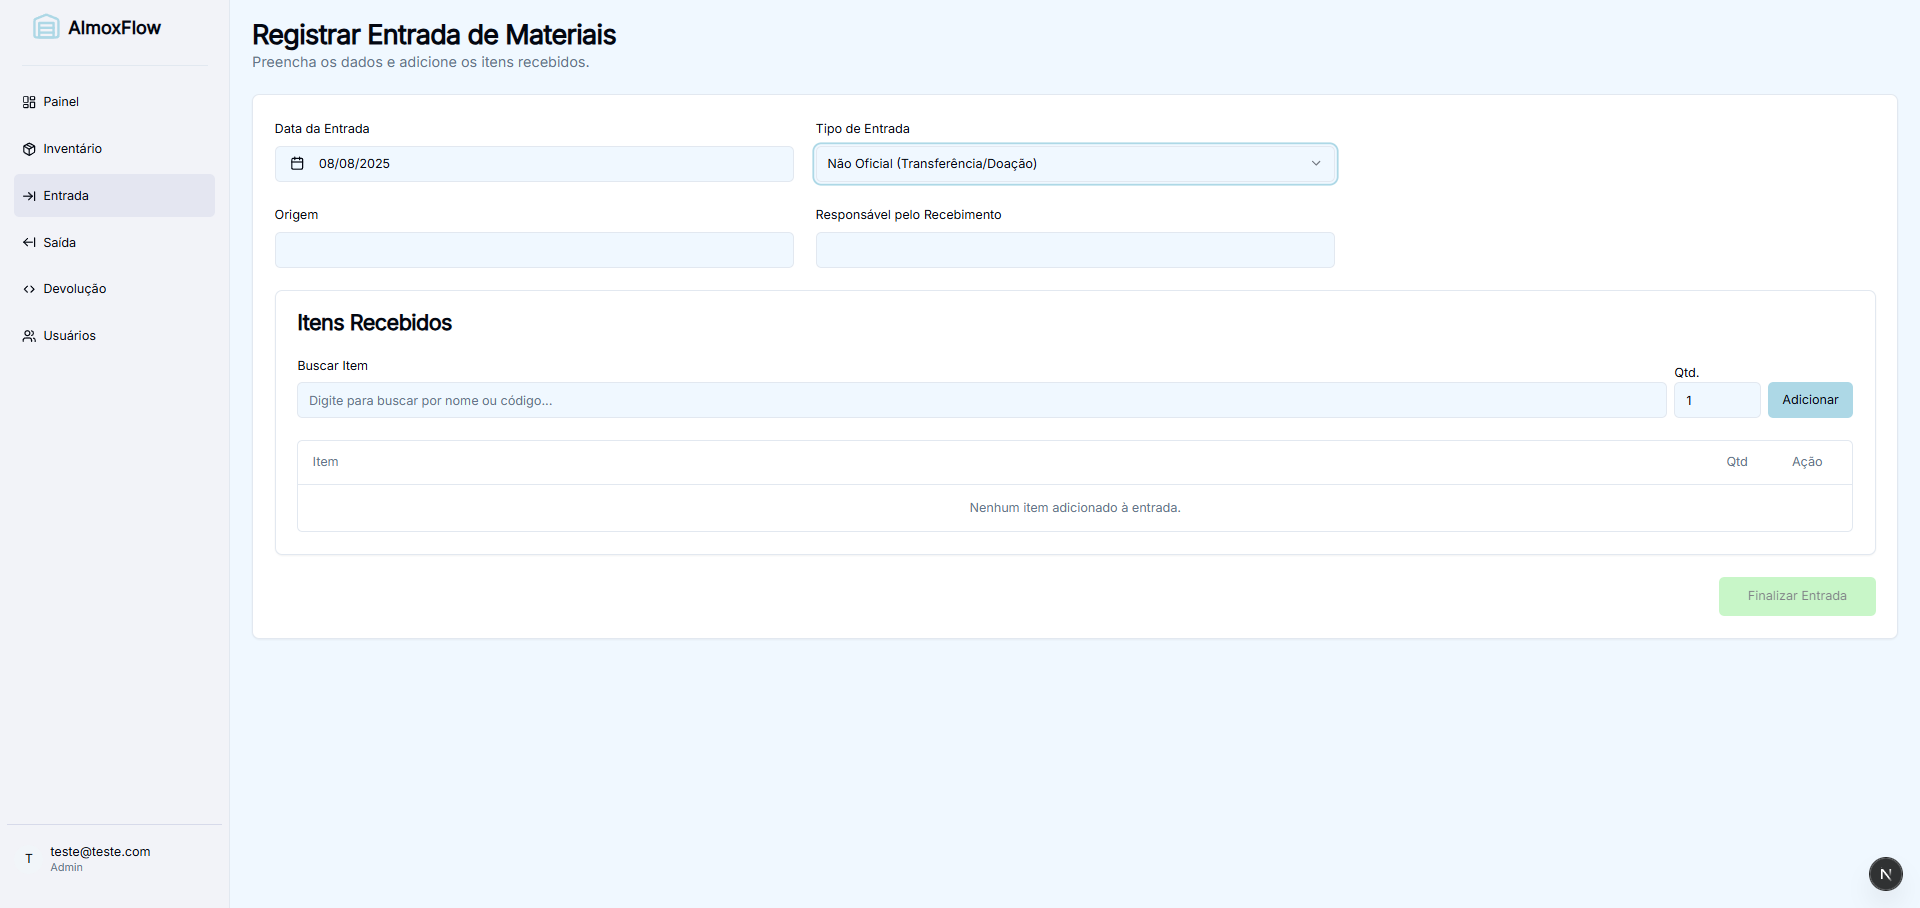 AlmoxFlow
Painel
Inventário
Entrada
Saída
Devolução
Usuários
teste@teste.com
T
Admin
Registrar Entrada de Materiais
Preencha os dados e adicione os itens recebidos.
Data da Entrada
Tipo de Entrada
08/08/2025
Não Oficial (Transferência/Doação)
Origem
Responsável pelo Recebimento
Itens Recebidos
Buscar Item
Qtd.
Digite para buscar por nome ou código...
1
Adicionar
Item
Qtd
Ação
Nenhum item adicionado à entrada.
Finalizar Entrada
N